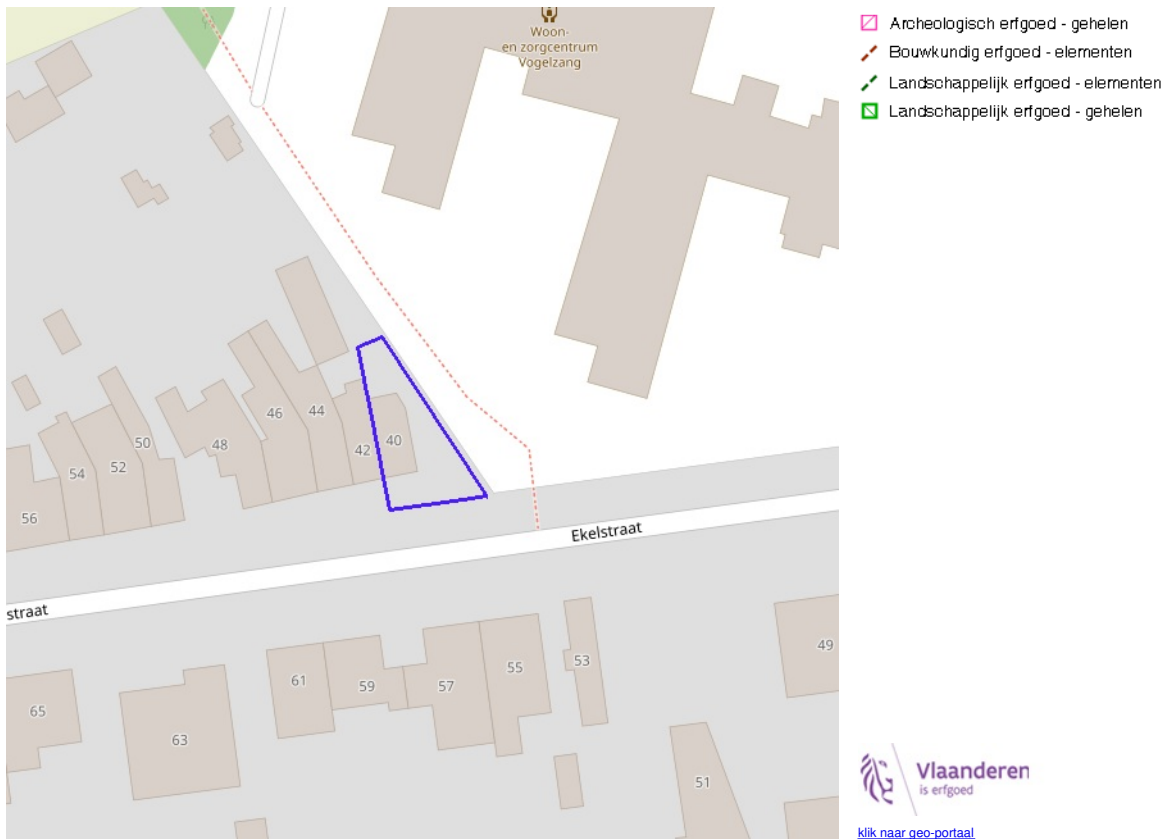 Woon-
en zorgcentrum
Vogelzang
46
44
42
40
50
48
54
52
56
Ekelstraat
straat
61
59
57
55
53
49
65
63
51
Archeologisch erfgoed - gehelen
Bouwkundig erfgoed - elementen
Landschappelijk erfgoed - elementen
Landschappelijk erfgoed - gehelen
Vlaanderen
is erfgoed
klik naar geo-portaal